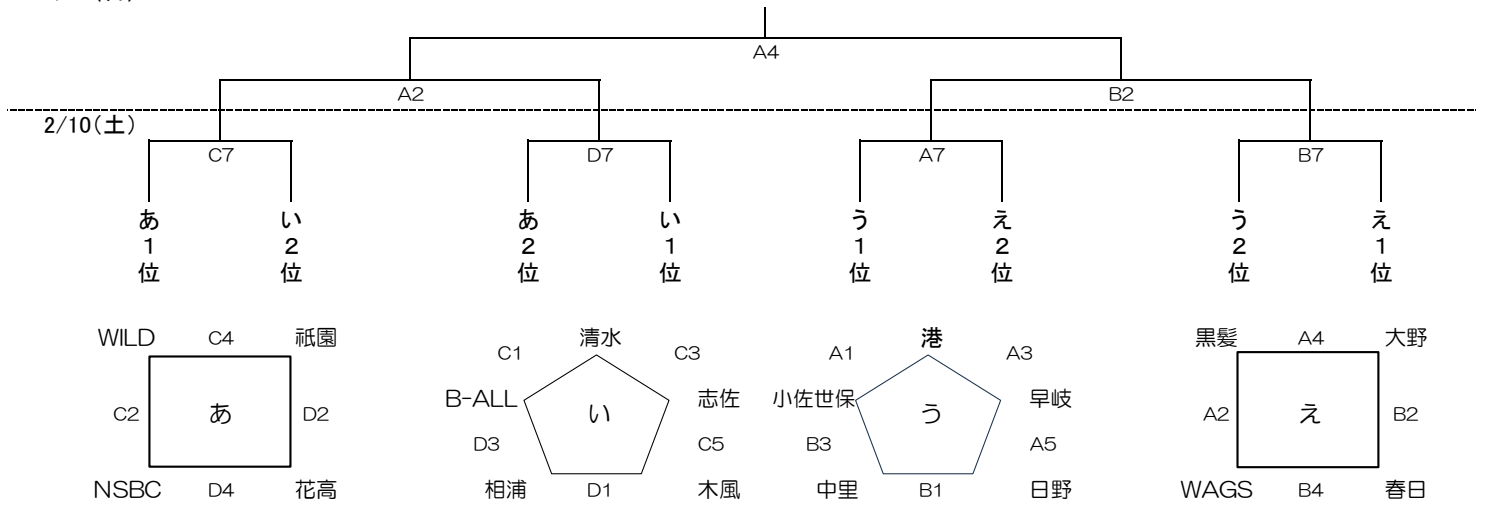 A4
A2 B2
2/10(土)
C7 D7 A7 B7
あ1位 い2位 あ2位 い1位 う1位 え2位 う2位 え1位
WILD C4 祇園 清水 港 黒髪 A4 大野
C1 C3 A1 A3
B-ALL 志佐 小佐世保 早岐
C2 あ D2 い う A2 え B2
D3 C5 B3 A5
NSBC D4 花高 相浦 D1 木風 中里 B1 日野 WAGS B4 春日